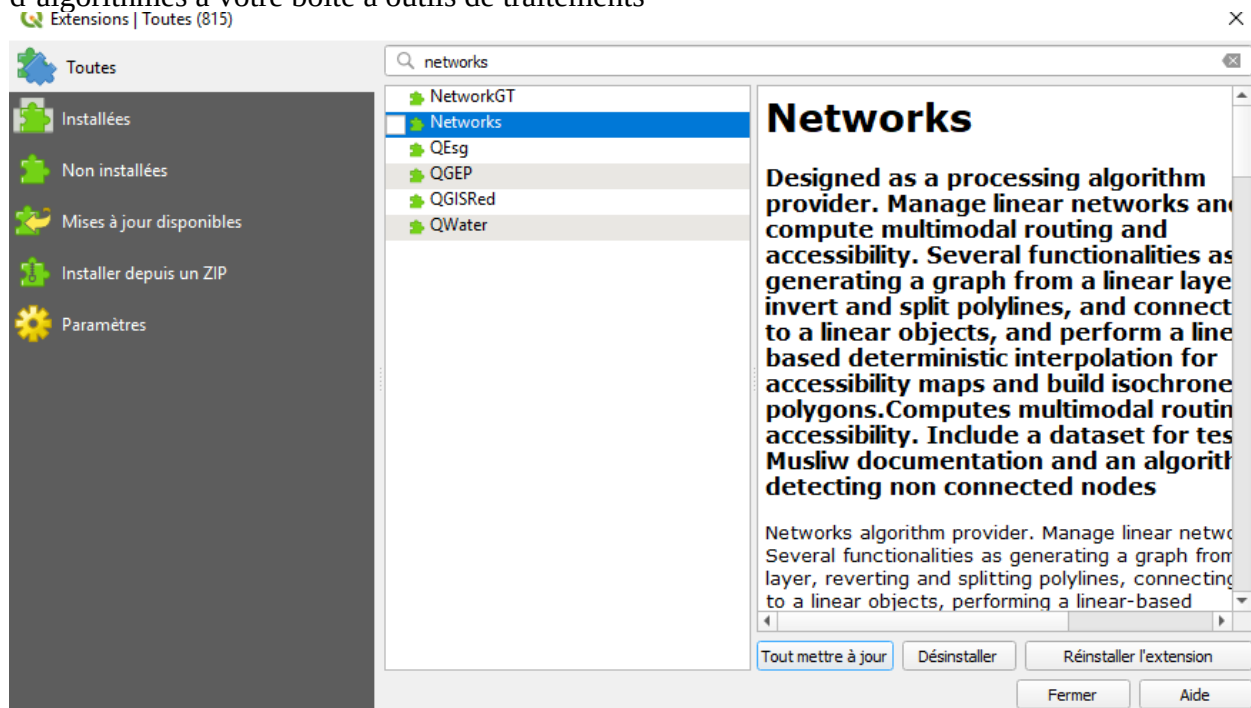 d'algorithmes à votre boîte à outils de traitements
Extensions | Toutes (815)
Toutes
Installées
Non installées
Mises à jour disponibles
Installer depuis un ZIP
Paramètres
networks
NetworkGT
Networks
QEsg
QGEP
QGISRed
QWater
Networks
Designed as a processing algorithm
provider. Manage linear networks and
compute multimodal routing and
accessibility. Several functionalities as
generating a graph from a linear laye
invert and split polylines, and connect
to a linear objects, and perform a line
based deterministic interpolation for
accessibility maps and build isochrone
polygons.Computes multimodal routin
accessibility. Include a dataset for tes
Musliw documentation and an algorith
detecting non connected nodes
Networks algorithm provider. Manage linear netwo
Several functionalities as generating a graph from
layer, reverting and splitting polylines, connecting
to a linear objects, performing a linear-based
Tout mettre à jour
Désinstaller
Réinstaller l'extension
Fermer
Aide